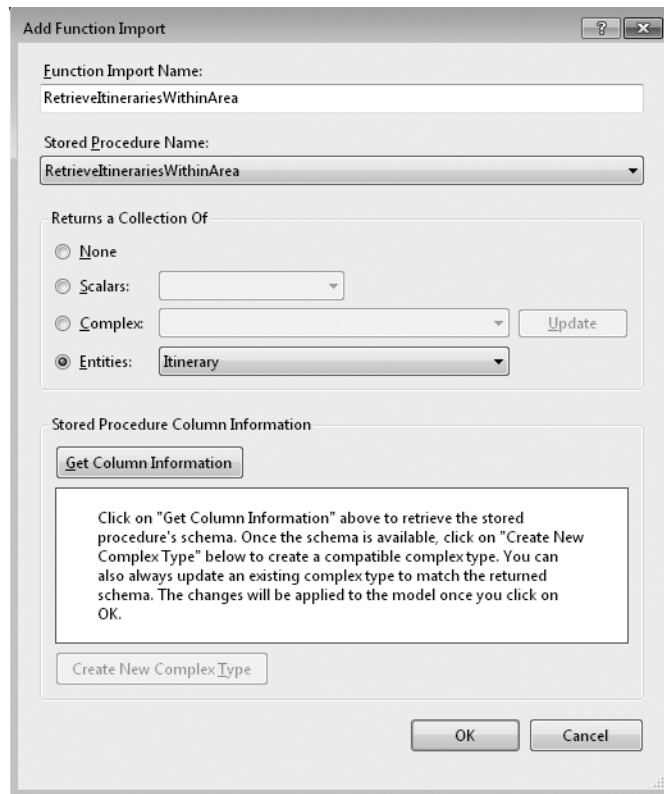 Add Function Import
?
Function Import Name:
RetrieveItinerariesWithinArea
Stored Procedure Name:
RetrieveItinerariesWithinArea
Returns a Collection Of
None
Scalars:
Complex:
Update
Entities:
Itinerary
Stored Procedure Column Information
Get Column Information
Click on "Get Column Information" above to retrieve the stored
procedure's schema. Once the schema is available, click on "Create New
Complex Type" below to create a compatible complex type. You can
also always update an existing complex type to match the returned
schema. The changes will be applied to the model once you click on
OK.
Create New Complex Type
OK
Cancel